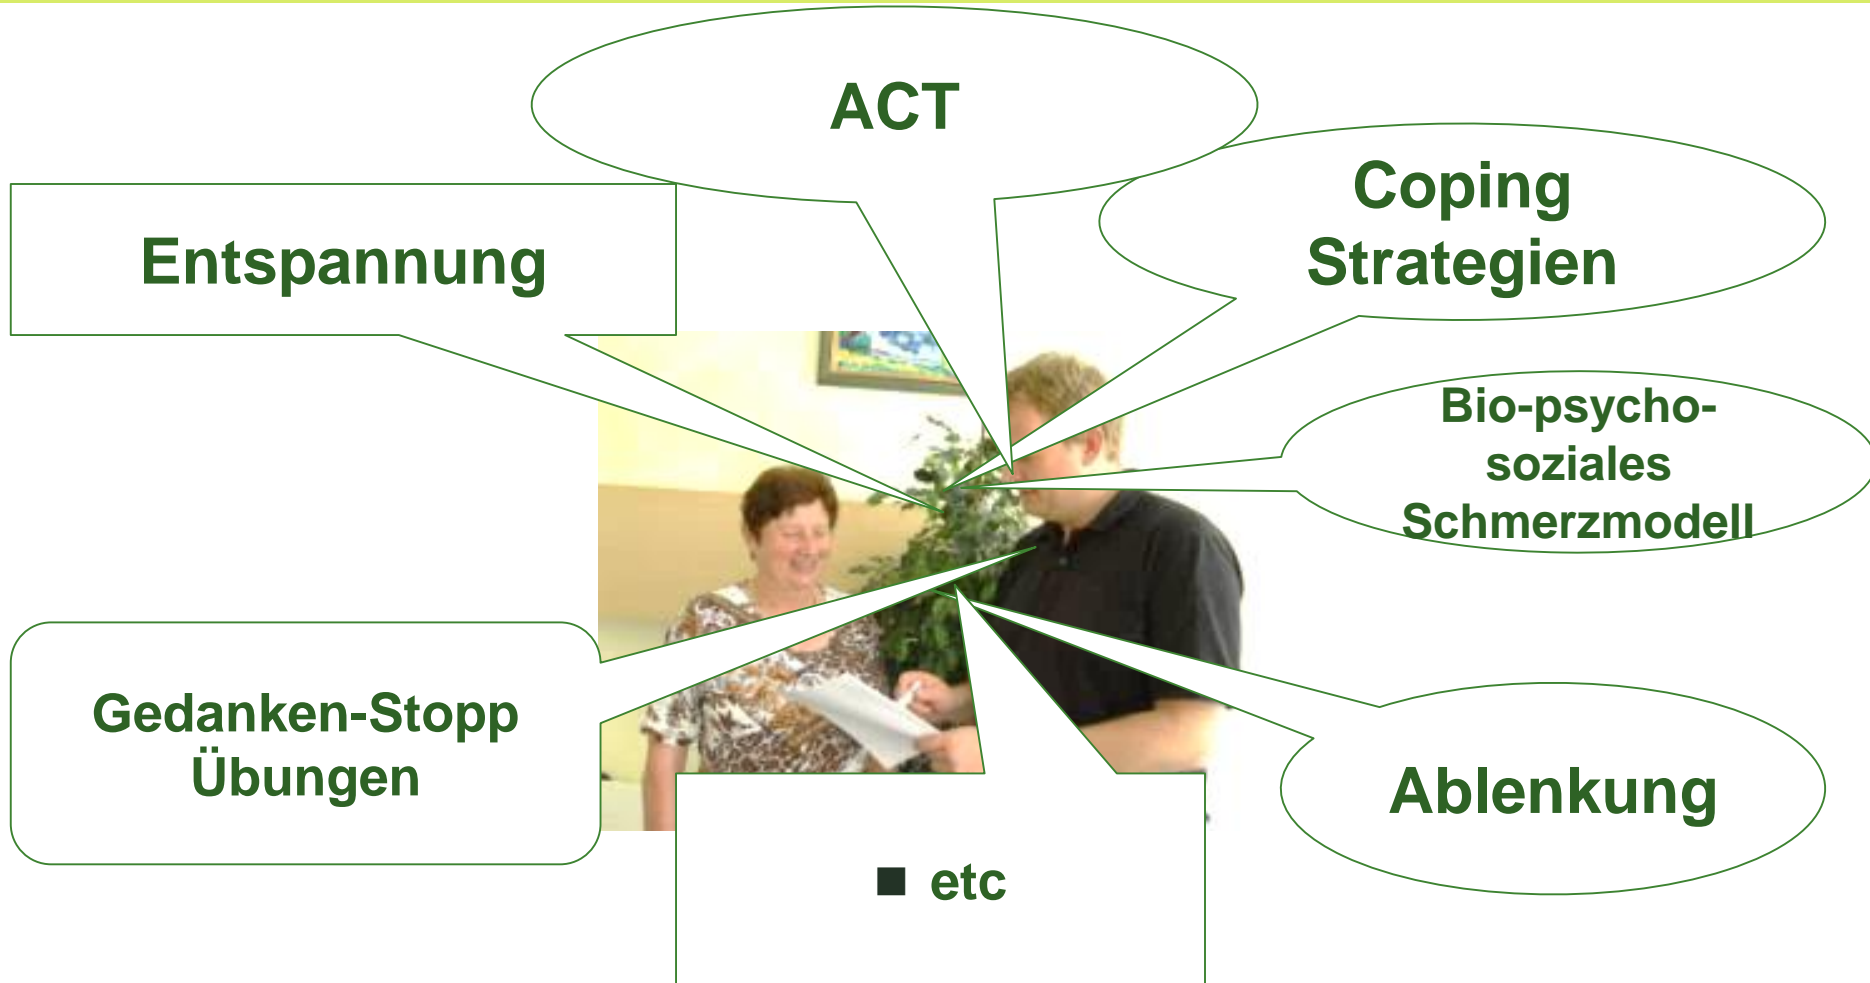 ACT
Coping
Strategien
Entspannung
Bio-psycho-
soziales
Schmerzmodell
Gedanken-Stopp
Übungen
Ablenkung
■ etc